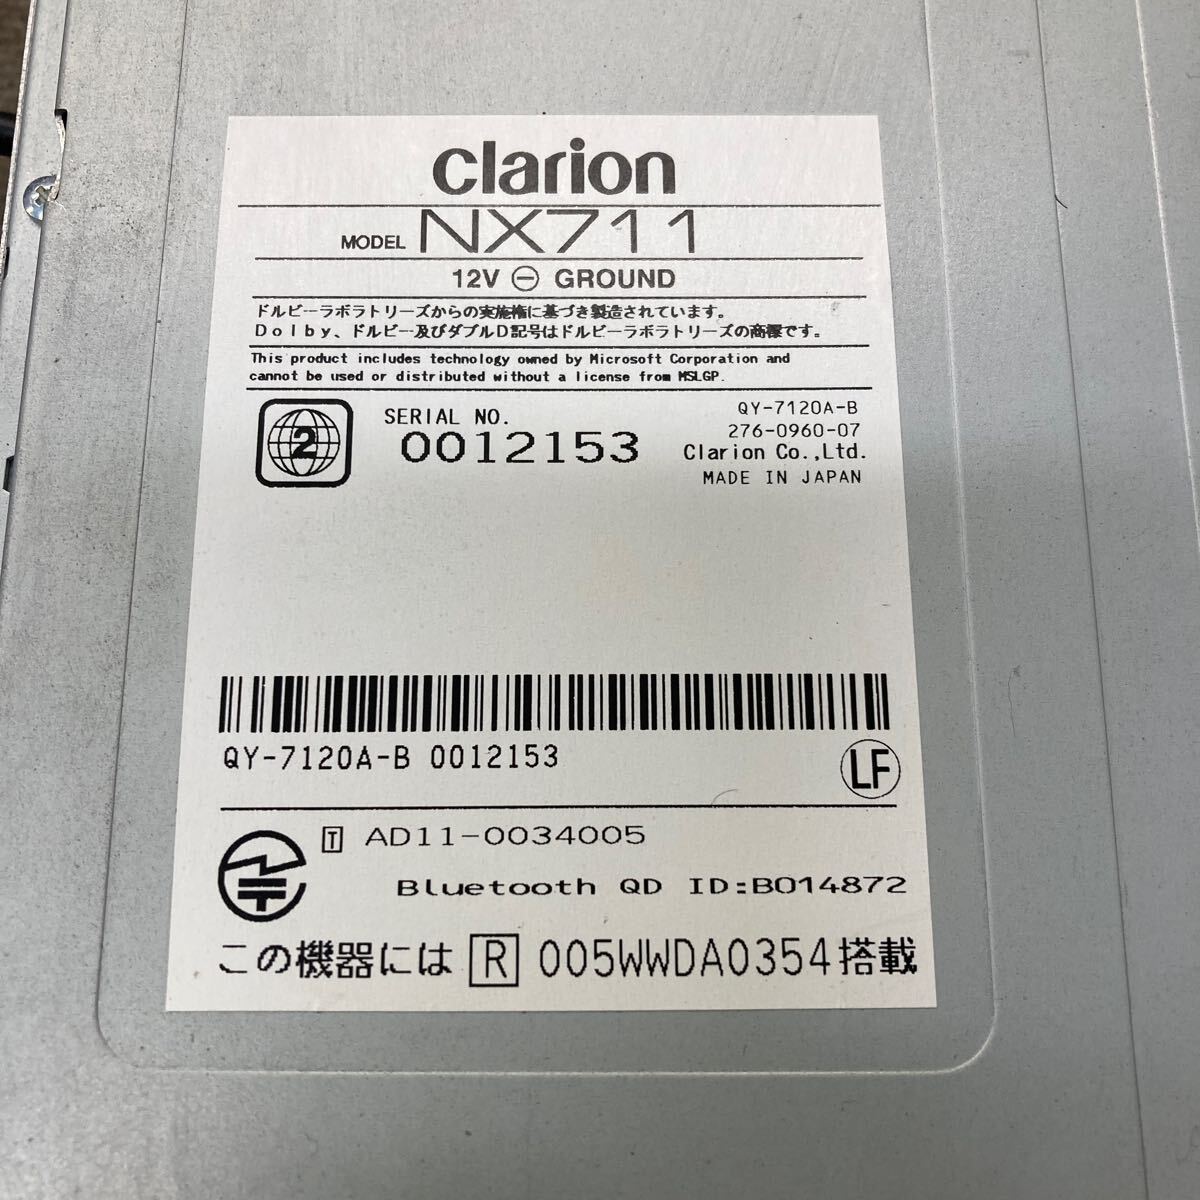 clarion
MODEL NX711
12V ⊖ GROUND
ドルビーラボラトリーズからの実施権に基づき製造されています。
Dolby、ドルビー及びダブルD記号はドルビーラボラトリーズの商標です。
This product includes technology owned by Microsoft Corporation and
cannot be used or distributed without a license from MSLGP.
2
SERIAL NO.
0012153
QY-7120A-B
276-0960-07
Clarion Co.,Ltd.
MADE IN JAPAN
QY-7120A-B 0012153
LF
T AD11-0034005
Bluetooth QD ID:B014872
この機器には R 005WWDA0354搭載